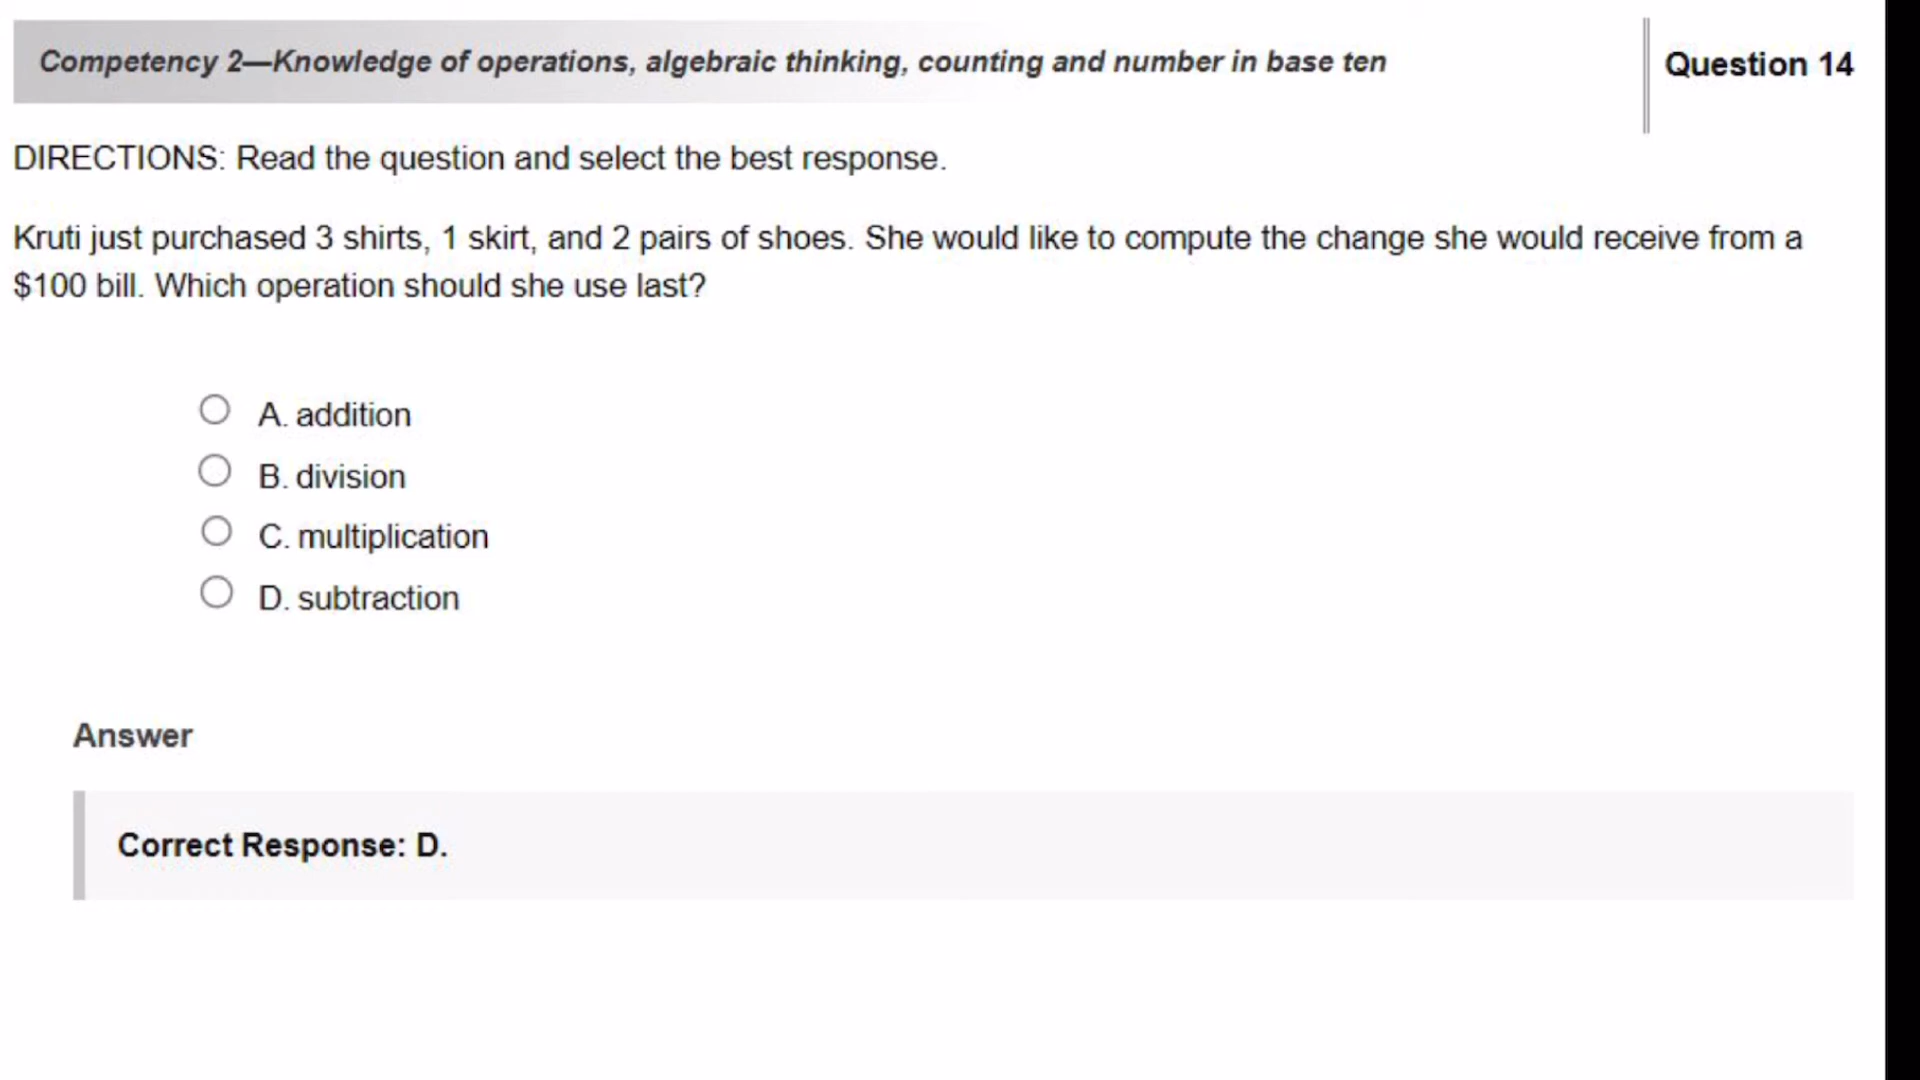 Competency 2—Knowledge of operations, algebraic thinking, counting and number in base ten
Question 14
DIRECTIONS: Read the question and select the best response.
Kruti just purchased 3 shirts, 1 skirt, and 2 pairs of shoes. She would like to compute the change she would receive from a
$100 bill. Which operation should she use last?
A. addition
B. division
C. multiplication
D. subtraction
Answer
Correct Response: D.